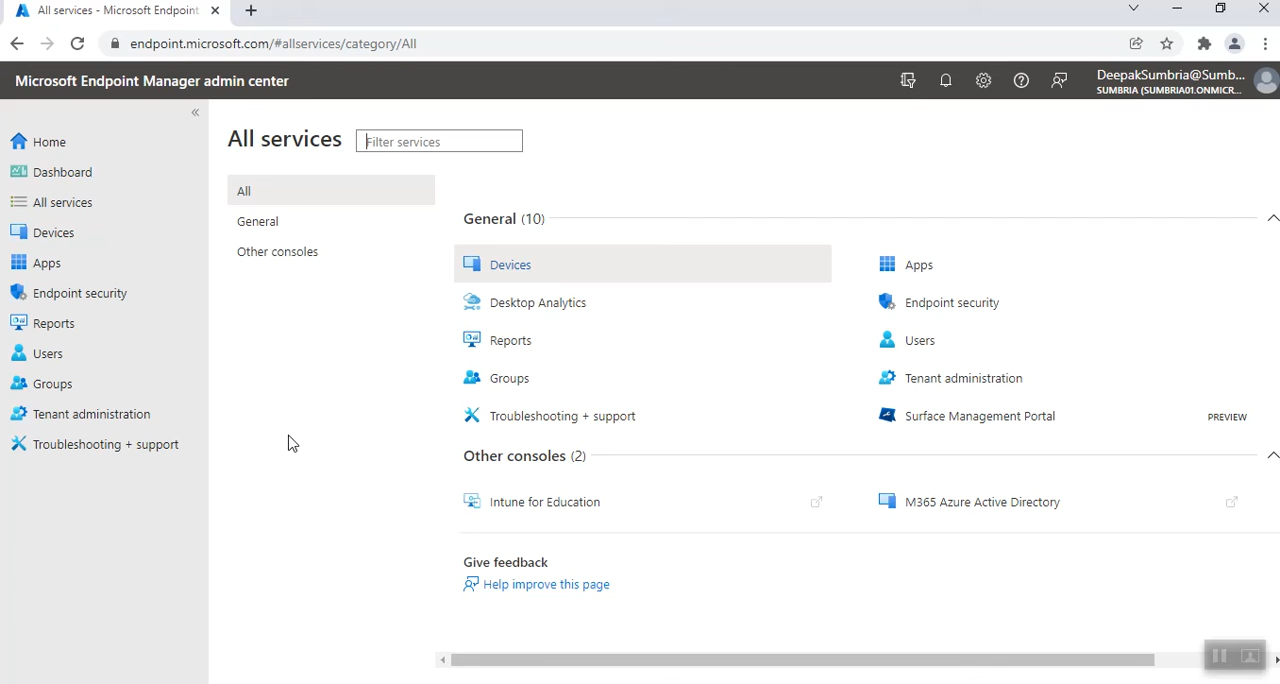 All services - Microsoft Endpoint
endpoint.microsoft.com/#allservices/category/All
Microsoft Endpoint Manager admin center
DeepakSumbria@Sumb...
SUMBRIA (SUMBRIA01.ONMICR...
Home
Dashboard
All services
Devices
Apps
Endpoint security
Reports
Users
Groups
Tenant administration
Troubleshooting + support
All services
Filter services
All
General
Other consoles
General (10)
Devices
Apps
Desktop Analytics
Endpoint security
Reports
Users
Groups
Tenant administration
Troubleshooting + support
Surface Management Portal
PREVIEW
Other consoles (2)
Intune for Education
M365 Azure Active Directory
Give feedback
Help improve this page